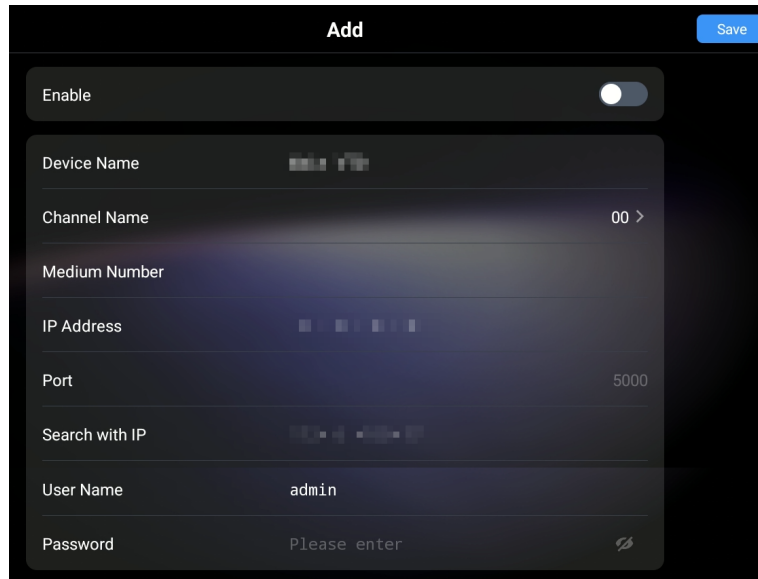 Add
Save
Enable
Device Name
Channel Name 00 >
Medium Number
IP Address
Port 5000
Search with IP
User Name admin
Password Please enter